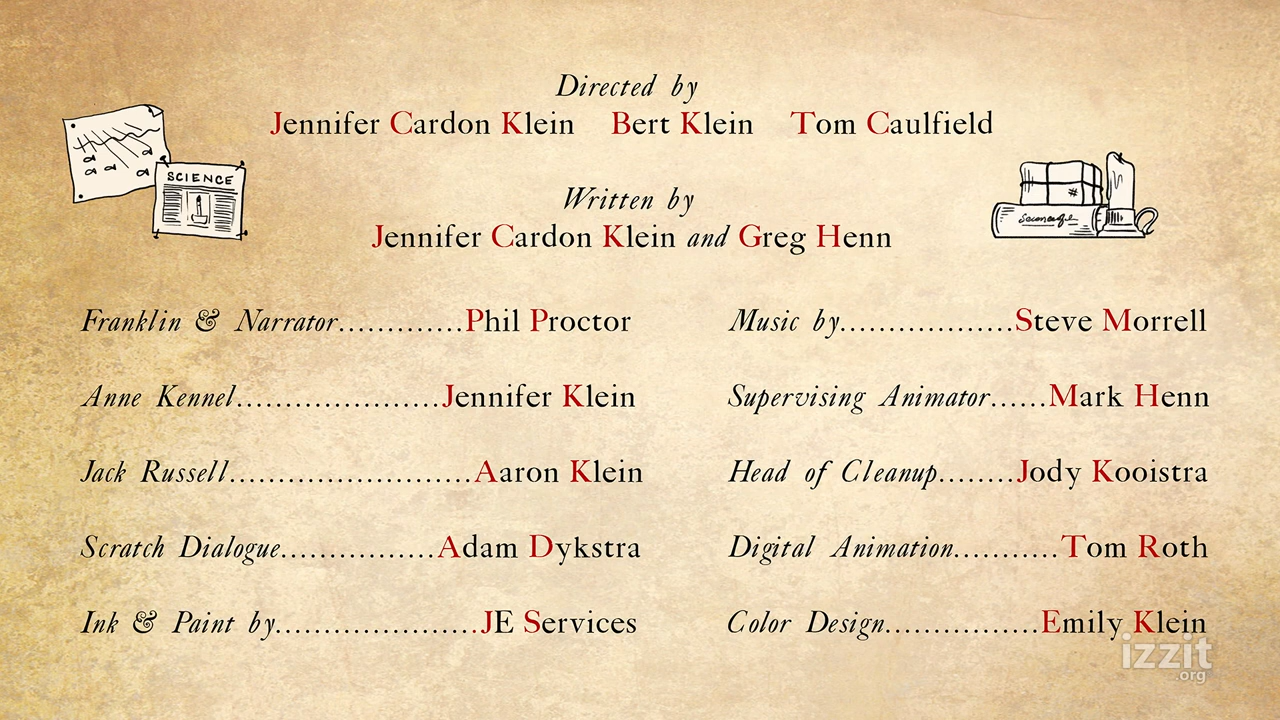 Directed by
Jennifer Cardon Klein Bert Klein Tom Caulfield
SCIENCE
Written by
Jennifer Cardon Klein and Greg Henn
Franklin & Narrator.............Phil Proctor
Anne Kennel.....................Jennifer Klein
Jack Russell.........................Aaron Klein
Scratch Dialogue................Adam Dykstra
Ink & Paint by.....................JE Services
Music by..................Steve Morrell
Supervising Animator......Mark Henn
Head of Cleanup........Jody Kooistra
Digital Animation...........Tom Roth
Color Design................Emily Klein
izzit
.org